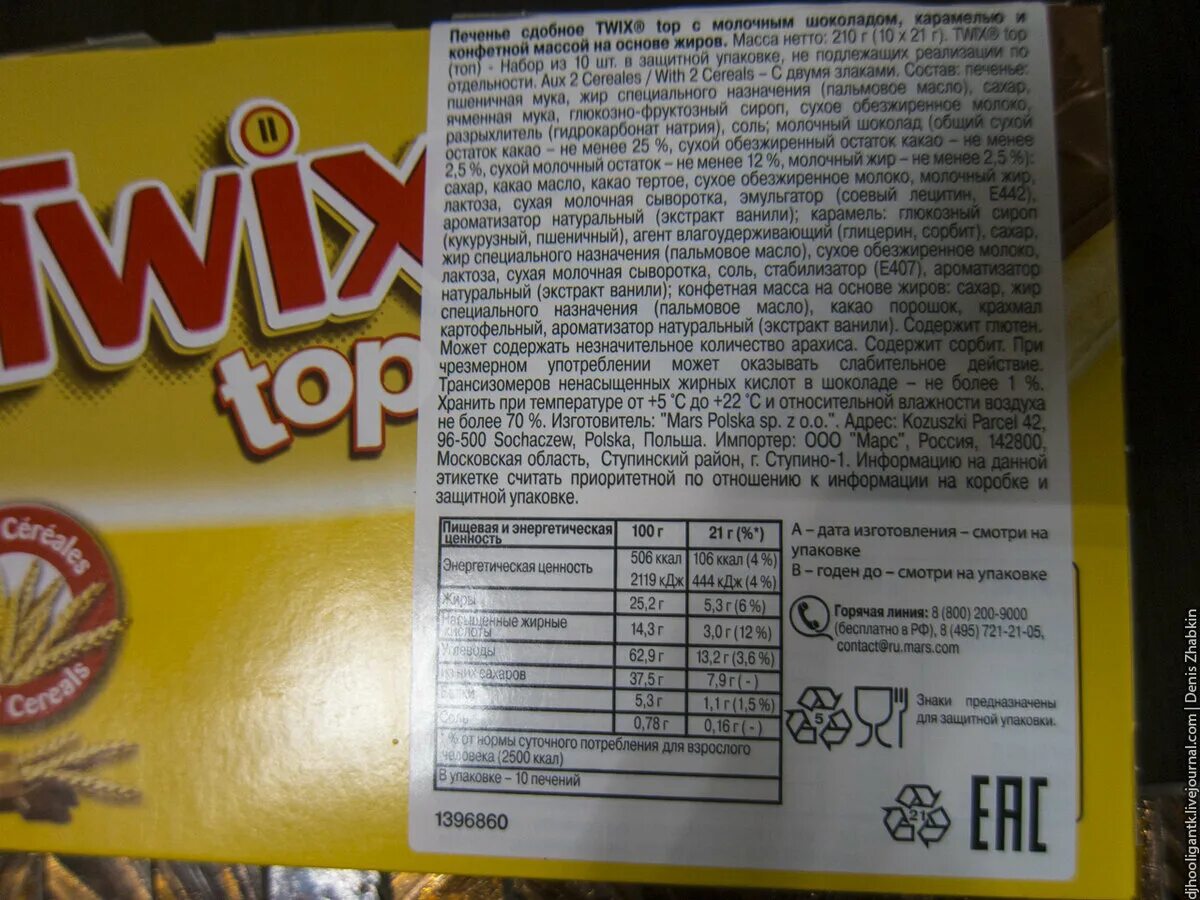 Печенье сдобное TWIX® top с молочным шоколадом, карамелью и
конфетной массой на основе жиров. Масса нетто: 210 г (10 x 21 г). TWIX® top
(топ) - Набор из 10 шт. в защитной упаковке, не подлежащих реализации по
отдельности. Aux 2 Cereales / With 2 Cereals – С двумя злаками. Состав: печенье:
пшеничная мука, жир специального назначения (пальмовое масло), сахар,
ячменная мука, глюкозно-фруктозный сироп, сухое обезжиренное молоко,
разрыхлитель (гидрокарбонат натрия), соль; молочный шоколад (общий сухой
остаток какао – не менее 25 %, сухой обезжиренный остаток какао – не менее
2,5 %, сухой молочный остаток – не менее 12 %, молочный жир – не менее 2,5 %):
сахар, какао масло, какао тертое, сухое обезжиренное молоко, молочный жир,
лактоза, сухая молочная сыворотка, эмульгатор (соевый лецитин, Е442),
ароматизатор натуральный (экстракт ванили); карамель: глюкозный сироп
(кукурузный, пшеничный), агент влагоудерживающий (глицерин, сорбит), сахар,
жир специального назначения (пальмовое масло), сухое обезжиренное молоко,
лактоза, сухая молочная сыворотка, соль, стабилизатор (Е407), ароматизатор
натуральный (экстракт ванили); конфетная масса на основе жиров: сахар, жир
специального назначения (пальмовое масло), какао порошок, крахмал
картофельный, ароматизатор натуральный (экстракт ванили). Содержит глютен.
Может содержать незначительное количество арахиса. Содержит сорбит. При
чрезмерном употреблении может оказывать слабительное действие.
Трансизомеров ненасыщенных жирных кислот в шоколаде – не более 1 %.
Хранить при температуре от +5 °C до +22 °C и относительной влажности воздуха
не более 70 %. Изготовитель: "Mars Polska sp. z o.o.". Адрес: Kozuszki Parcel 42,
96-500 Sochaczew, Polska, Польша. Импортер: ООО "Марс", Россия, 142800,
Московская область, Ступинский район, г. Ступино-1. Информацию на данной
этикетке считать приоритетной по отношению к информации на коробке и
защитной упаковке.
Twix
top
Céréales
Cereals
Пищевая и энергетическая ценность 100 г 21 г (%*)
Энергетическая ценность 506 ккал 106 ккал (4 %)
2119 кДж 444 кДж (4 %)
Жиры 25,2 г 5,3 г (6 %)
Насыщенные жирные кислоты 14,3 г 3,0 г (12 %)
Углеводы 62,9 г 13,2 г (3,6 %)
из них сахаров 37,5 г 7,9 г ( - )
Белки 5,3 г 1,1 г (1,5 %)
Соль 0,78 г 0,16 г ( - )
* % от нормы суточного потребления для взрослого
человека (2500 ккал)
В упаковке – 10 печений
1396860
А – дата изготовления – смотри на
упаковке
В – годен до – смотри на упаковке
Горячая линия: 8 (800) 200-9000
(бесплатно в РФ), 8 (495) 721-21-05,
contact@ru.mars.com
5
Знаки предназначены
для защитной упаковки.
21
EAC
djhooligantk.livejournal.com | Denis Zhabkin